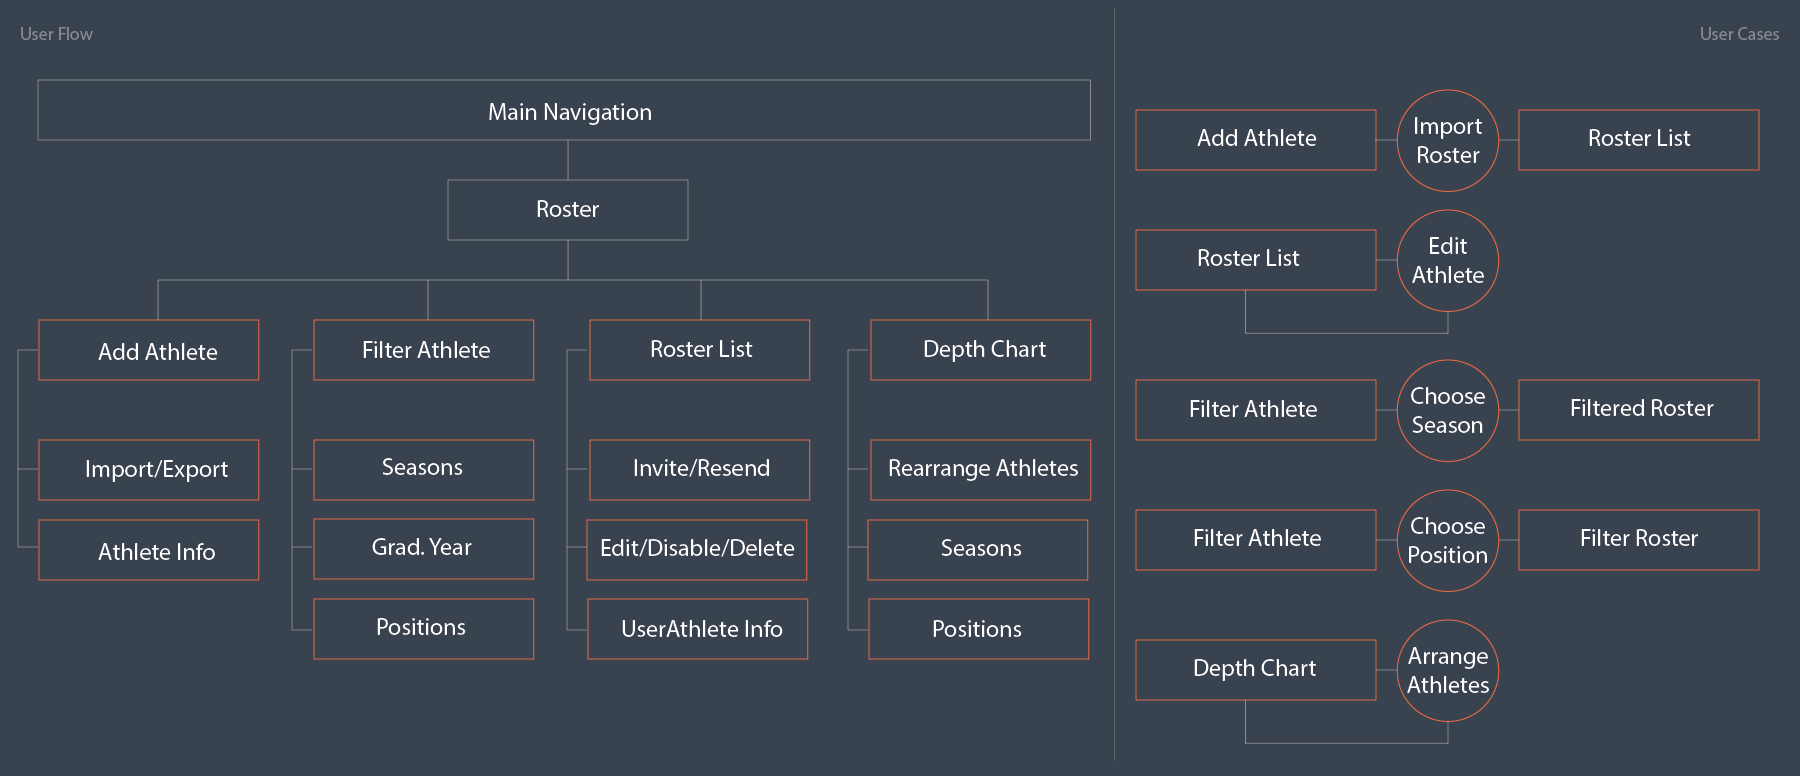 User Flow
User Cases
Main Navigation
Roster
Add Athlete
Filter Athlete
Roster List
Depth Chart
Import/Export
Seasons
Invite/Resend
Rearrange Athletes
Athlete Info
Grad. Year
Edit/Disable/Delete
Seasons
Positions
UserAthlete Info
Positions
Add Athlete
Import
Roster
Roster List
Roster List
Edit
Athlete
Filter Athlete
Choose
Season
Filtered Roster
Filter Athlete
Choose
Position
Filter Roster
Depth Chart
Arrange
Athletes